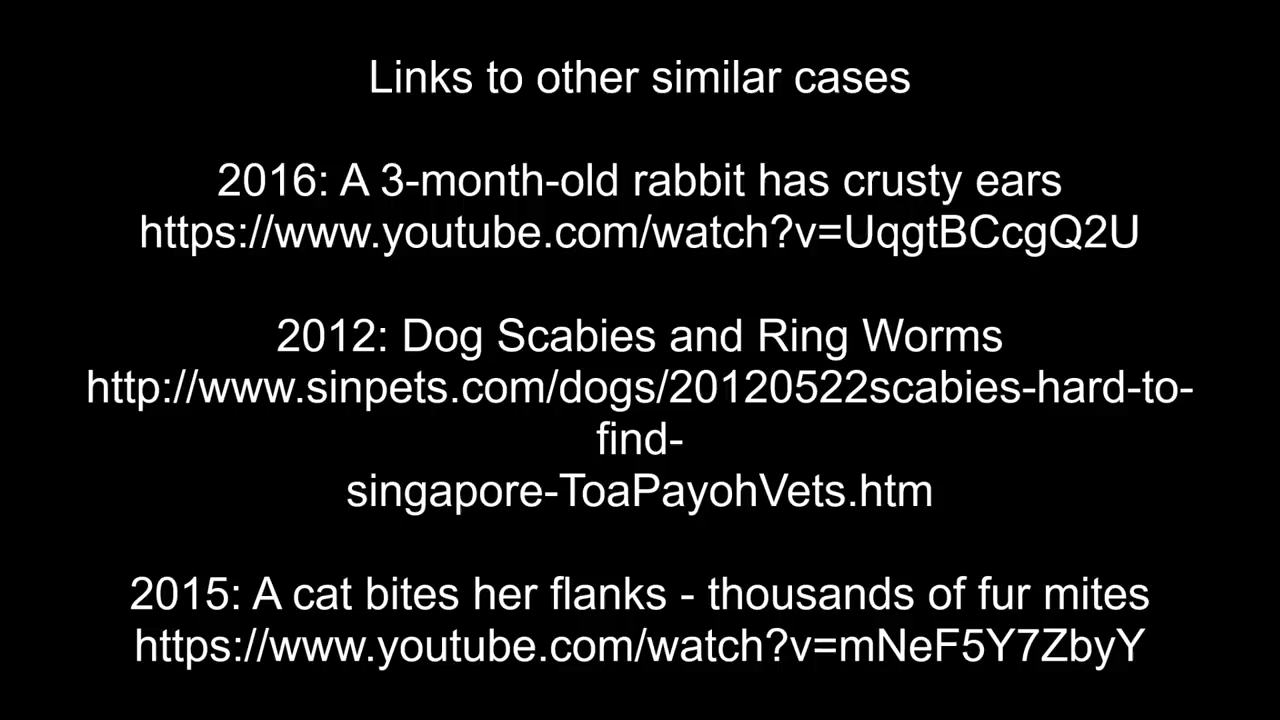 Links to other similar cases
2016: A 3-month-old rabbit has crusty ears
https://www.youtube.com/watch?v=UqgtBCcgQ2U
2012: Dog Scabies and Ring Worms
http://www.sinpets.com/dogs/20120522scabies-hard-to-
find-
singapore-ToaPayohVets.htm
2015: A cat bites her flanks - thousands of fur mites
https://www.youtube.com/watch?v=mNeF5Y7ZbyY